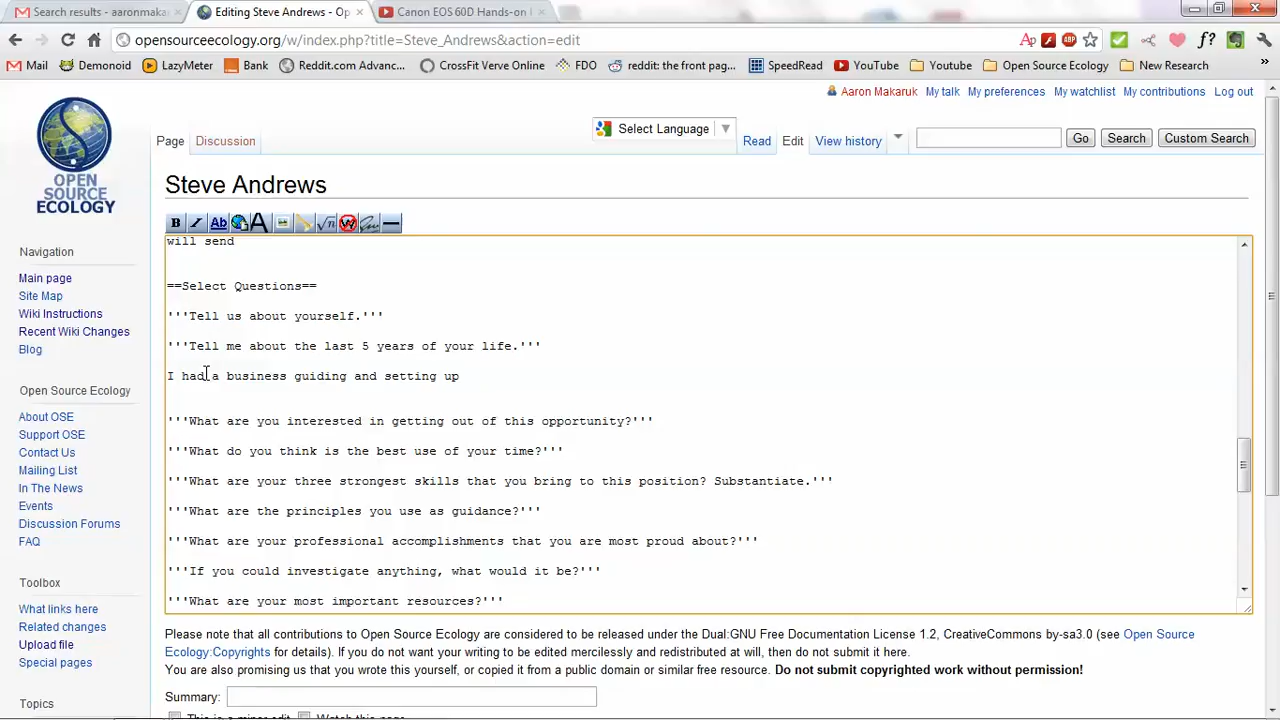 Search results - aaronmaka
Editing Steve Andrews - Op
Canon EOS 60D Hands-on
opensourceecology.org/w/index.php?title=Steve_Andrews&action=edit
Mail
Demonoid
LazyMeter
Bank
Reddit.com Advanc...
CrossFit Verve Online
FDO
reddit: the front pag...
SpeedRead
YouTube
Youtube
Open Source Ecology
New Research
Aaron Makaruk My talk My preferences My watchlist My contributions Log out
Select Language
Page Discussion Read Edit View history Go Search Custom Search
OPEN
SOURCE
ECOLOGY
Steve Andrews
will send
==Select Questions==
'''Tell us about yourself.'''
'''Tell me about the last 5 years of your life.'''
I had a business guiding and setting up
'''What are you interested in getting out of this opportunity?'''
'''What do you think is the best use of your time?'''
'''What are your three strongest skills that you bring to this position? Substantiate.'''
'''What are the principles you use as guidance?'''
'''What are your professional accomplishments that you are most proud about?'''
'''If you could investigate anything, what would it be?'''
'''What are your most important resources?'''
Navigation
Main page
Site Map
Wiki Instructions
Recent Wiki Changes
Blog
Open Source Ecology
About OSE
Support OSE
Contact Us
Mailing List
In The News
Events
Discussion Forums
FAQ
Toolbox
What links here
Related changes
Upload file
Special pages
Topics
Please note that all contributions to Open Source Ecology are considered to be released under the Dual:GNU Free Documentation License 1.2, CreativeCommons by-sa3.0 (see Open Source
Ecology:Copyrights for details). If you do not want your writing to be edited mercilessly and redistributed at will, then do not submit it here.
You are also promising us that you wrote this yourself, or copied it from a public domain or similar free resource. Do not submit copyrighted work without permission!
Summary:
This is a minor edit Watch this page